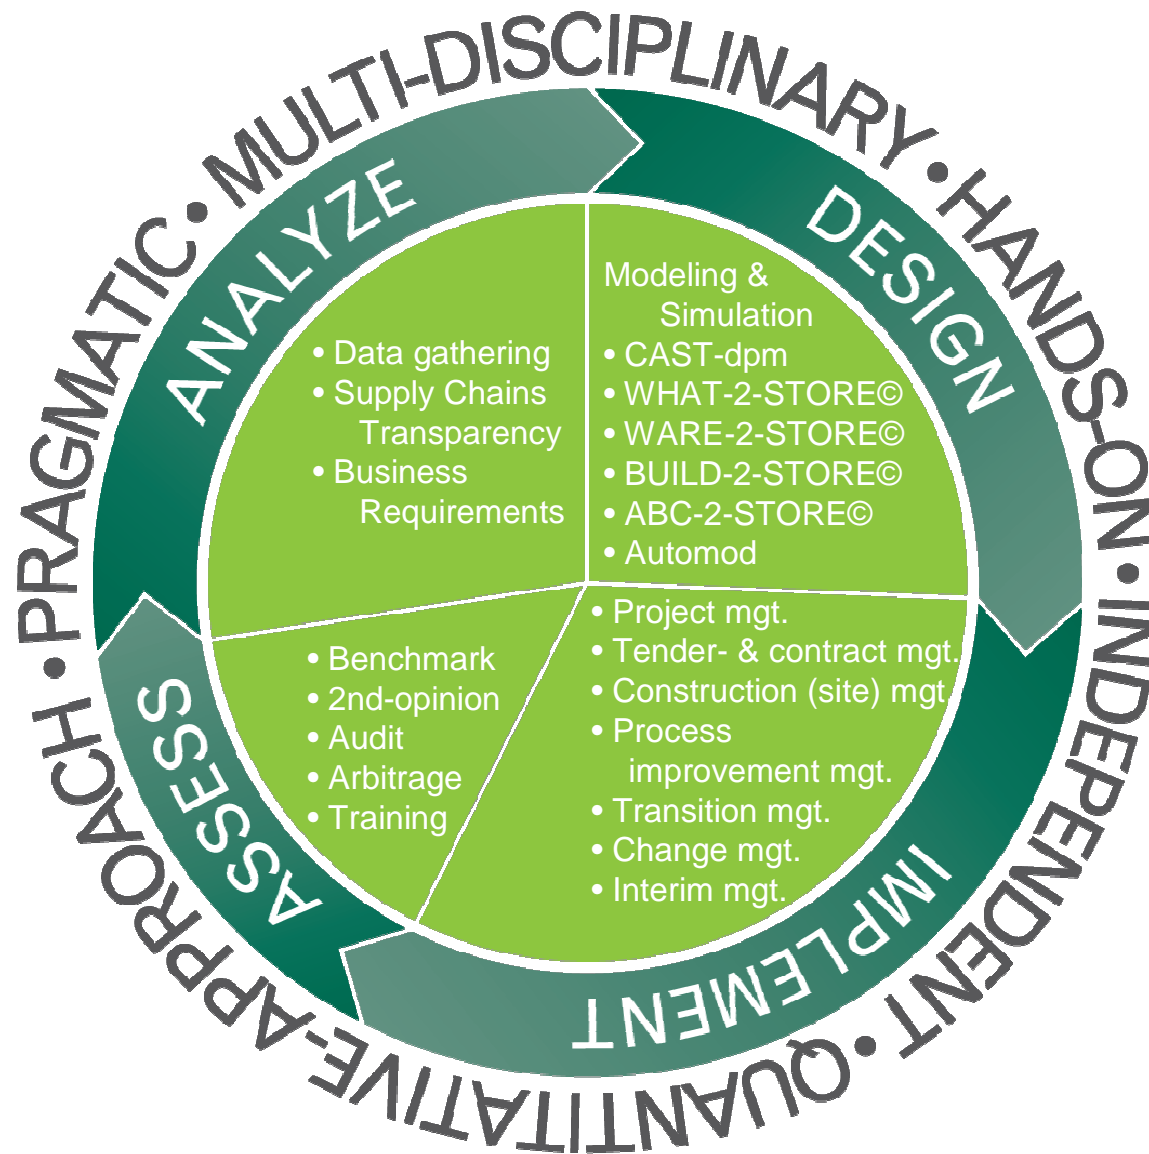 MULTI-DISCIPLINARY • HANDS-ON • INDEPENDENT • QUANTITATIVE-APPROACH • PRAGMATIC •
ANALYZE
DESIGN
IMPLEMENT
ASSESS
• Data gathering
• Supply Chains
Transparency
• Business
Requirements
Modeling &
Simulation
• CAST-dpm
• WHAT-2-STORE©
• WARE-2-STORE©
• BUILD-2-STORE©
• ABC-2-STORE©
• Automod
• Project mgt.
• Tender- & contract mgt.
• Construction (site) mgt.
• Process
improvement mgt.
• Transition mgt.
• Change mgt.
• Interim mgt.
• Benchmark
• 2nd-opinion
• Audit
• Arbitrage
• Training